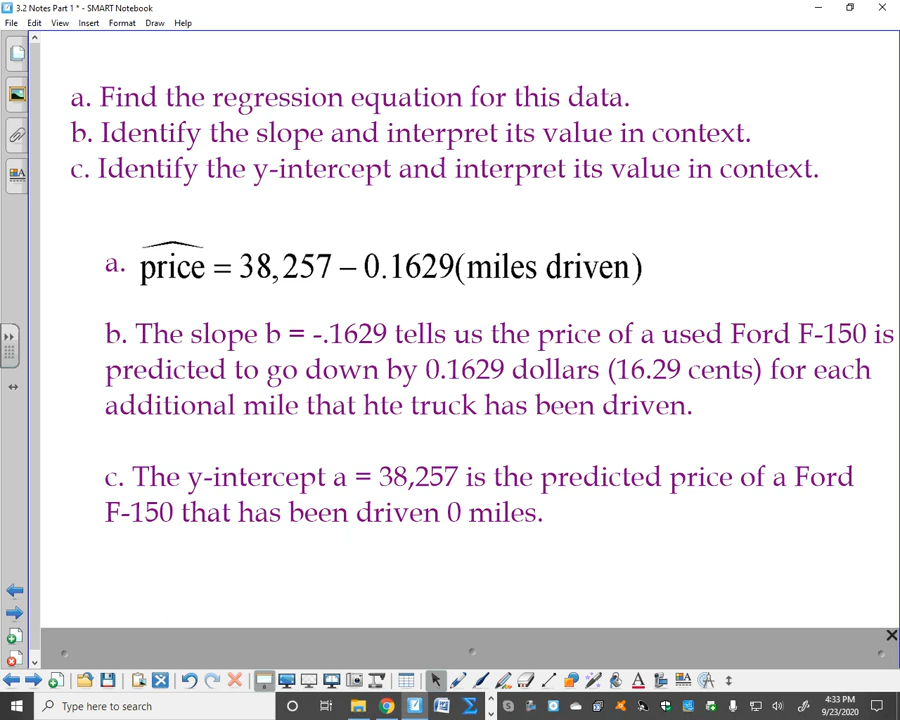 3.2 Notes Part 1 * - SMART Notebook
File Edit View Insert Format Draw Help
a. Find the regression equation for this data.
b. Identify the slope and interpret its value in context.
c. Identify the y-intercept and interpret its value in context.
a. price = 38,257 – 0.1629(miles driven)
b. The slope b = -.1629 tells us the price of a used Ford F-150 is
predicted to go down by 0.1629 dollars (16.29 cents) for each
additional mile that hte truck has been driven.
c. The y-intercept a = 38,257 is the predicted price of a Ford
F-150 that has been driven 0 miles.
Type here to search
4:33 PM
9/23/2020